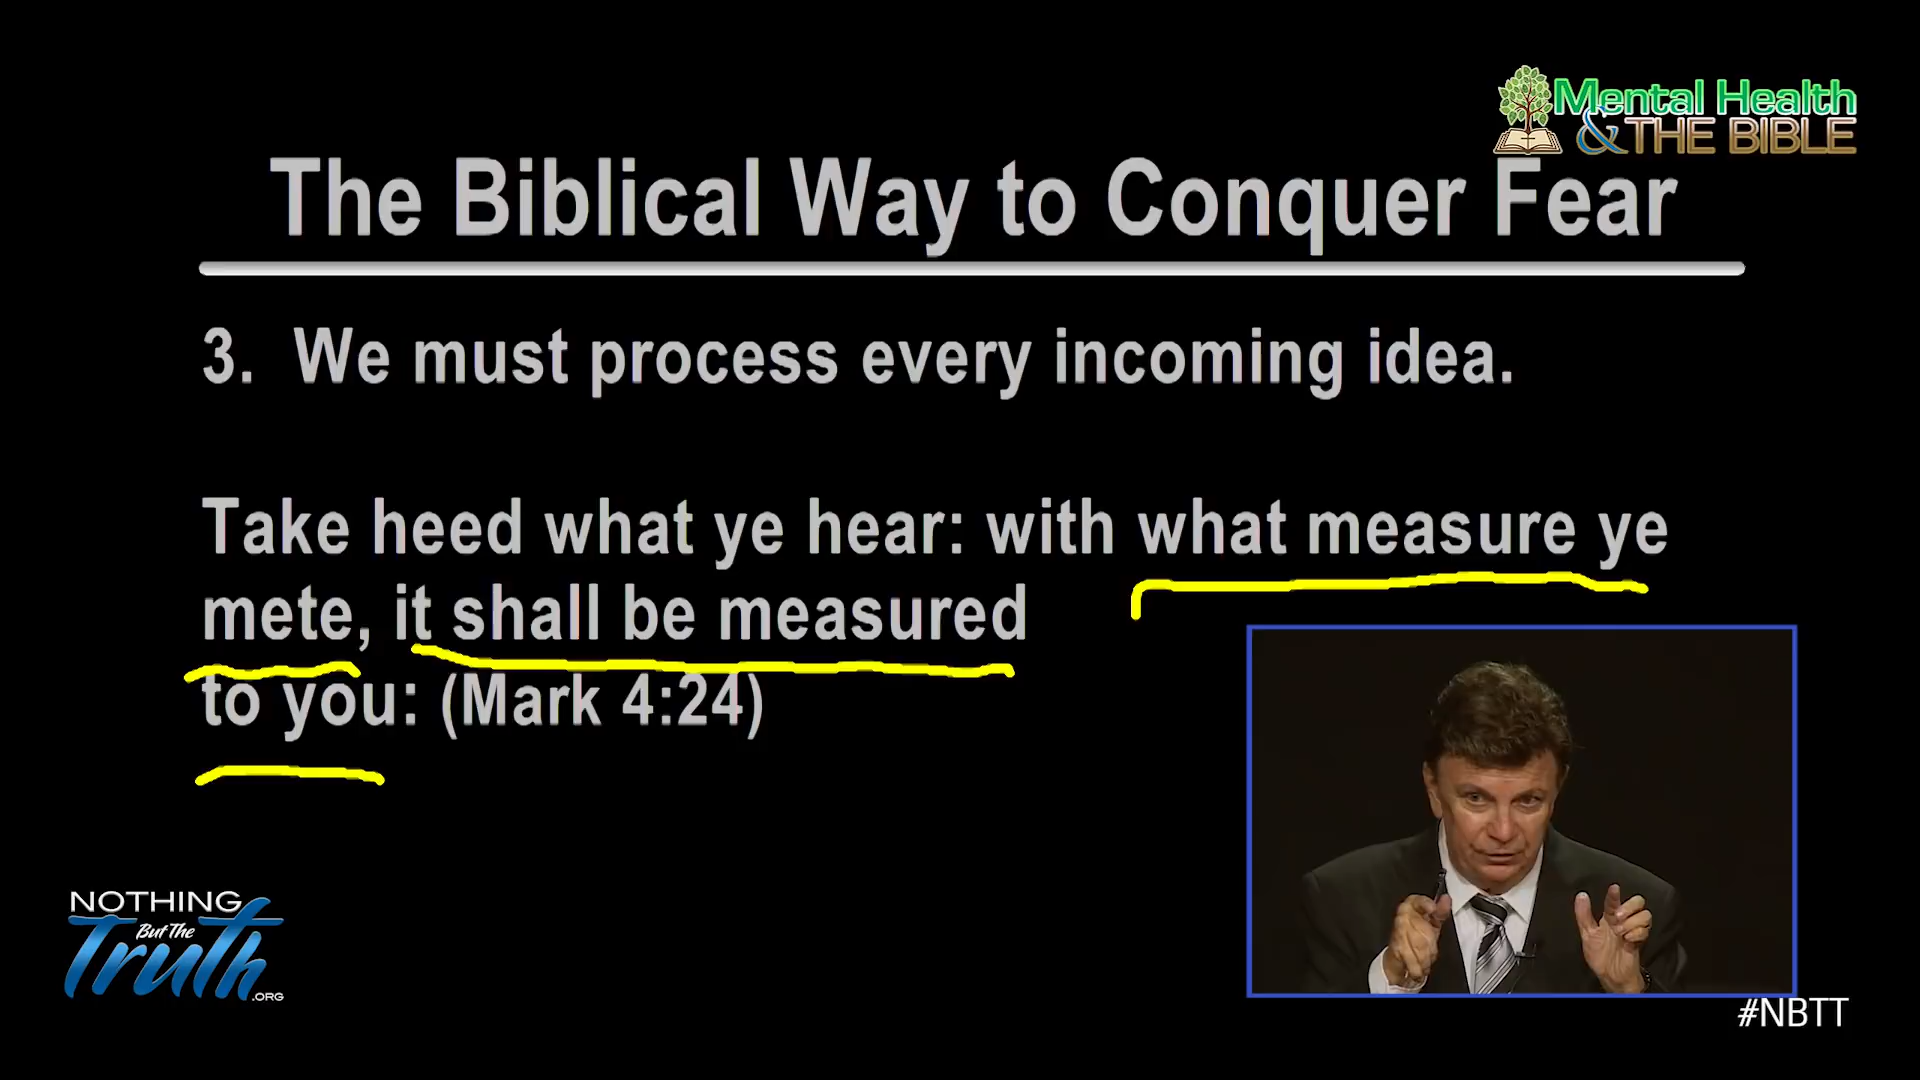 Mental Health
& THE BIBLE
The Biblical Way to Conquer Fear
3. We must process every incoming idea.
Take heed what ye hear: with what measure ye
mete, it shall be measured
to you: (Mark 4:24)
NOTHING
But The
Truth
.ORG
#NBTT